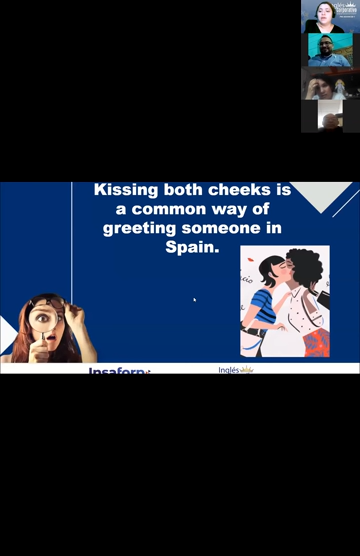 Kissing both cheeks is
a common way of
greeting someone in
Spain.
Insaforp
Inglés